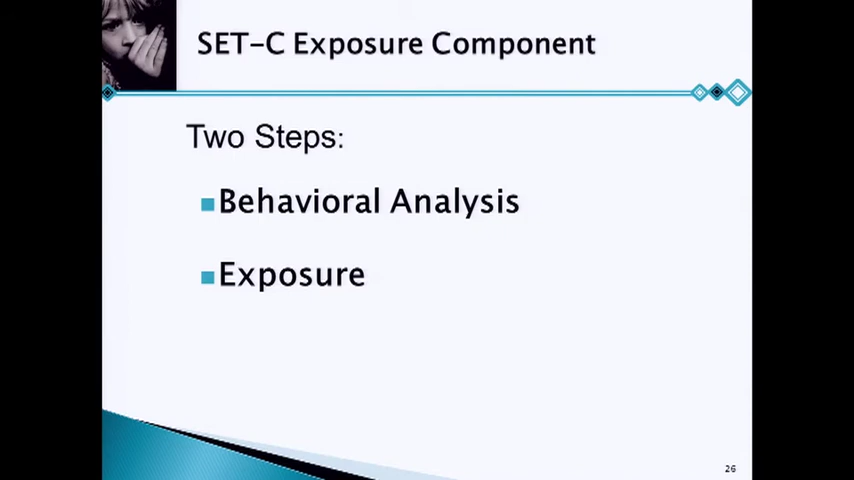 SET-C Exposure Component
Two Steps:
Behavioral Analysis
Exposure
26